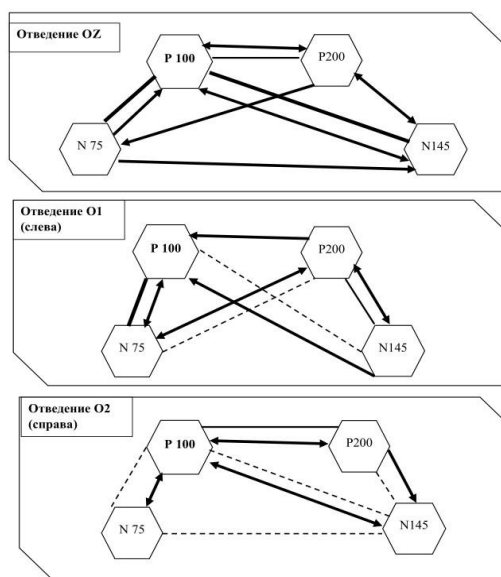 Отведение OZ
P 100
P200
N 75
N145
Отведение O1
(слева)
P 100
P200
N 75
N145
Отведение O2
(справа)
P 100
P200
N 75
N145